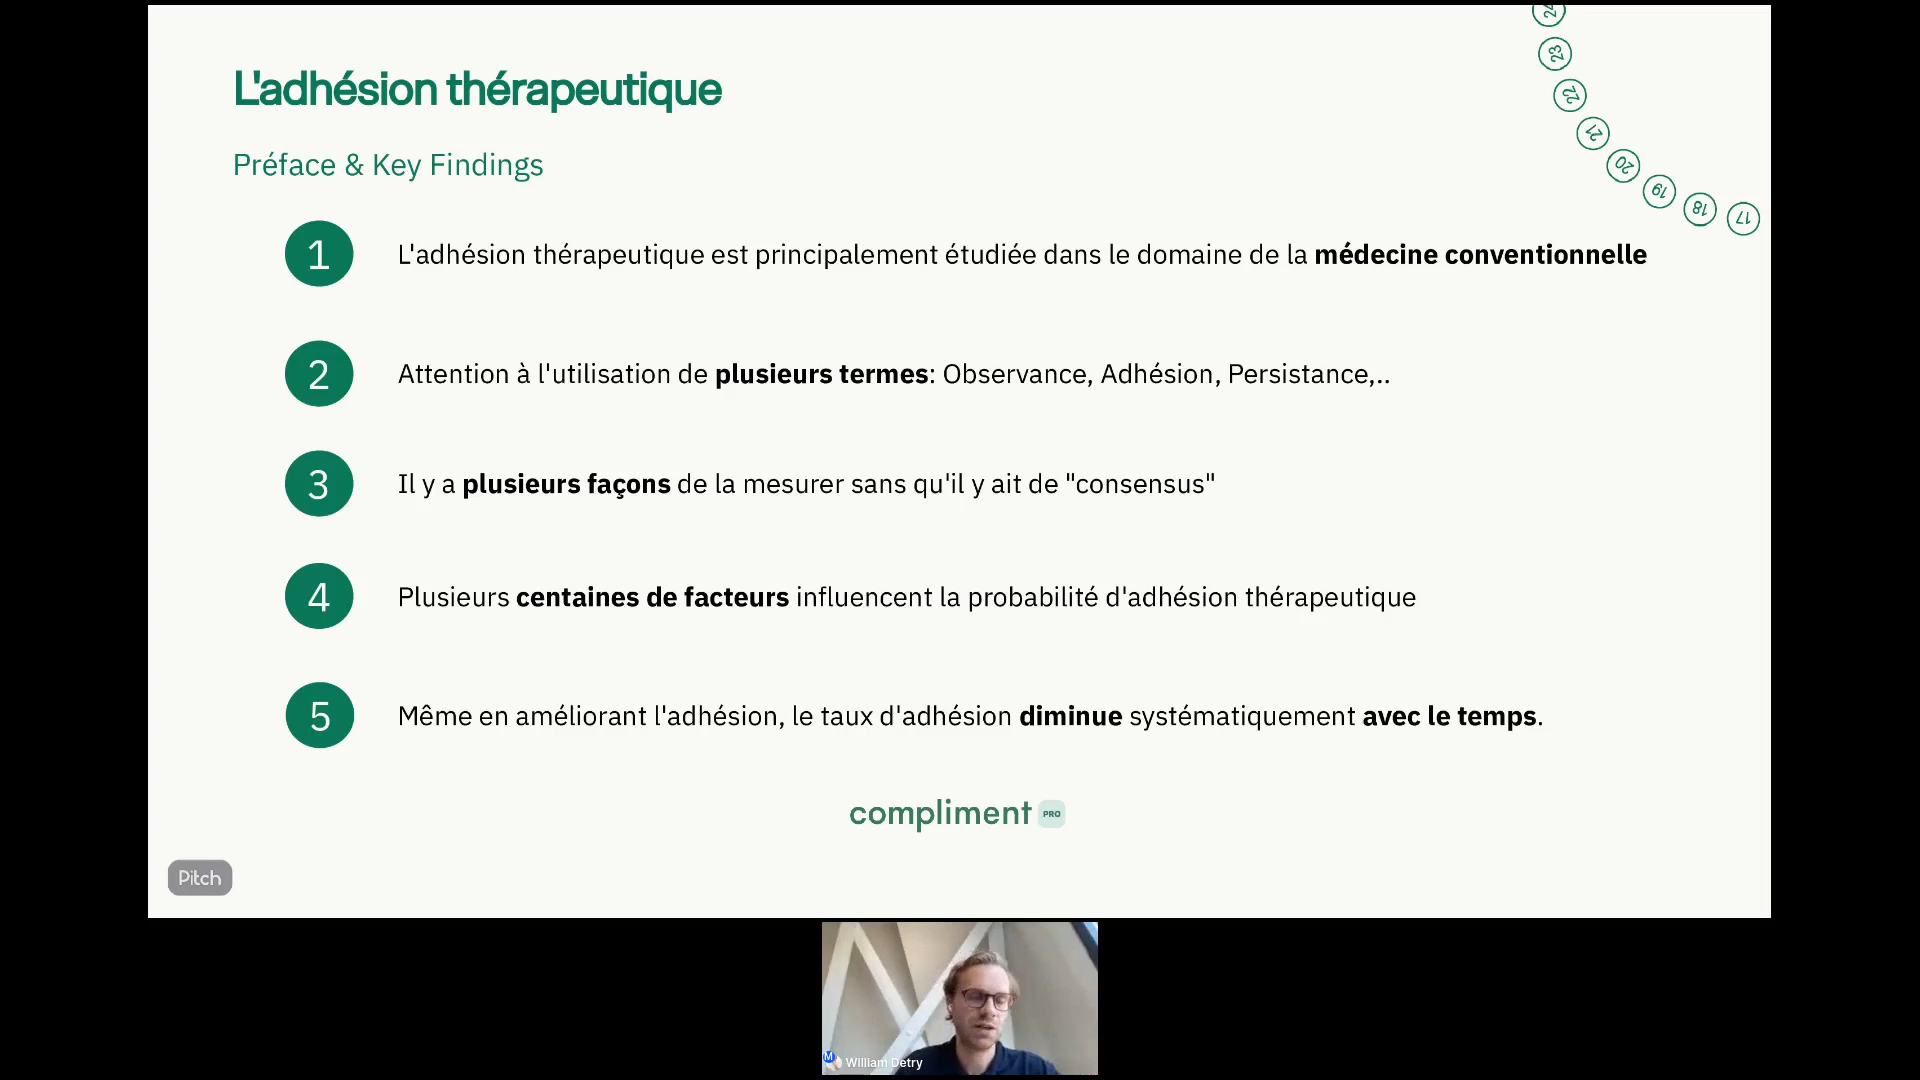 L'adhésion thérapeutique
Préface & Key Findings
24
23
22
21
20
19
18
17
1
L'adhésion thérapeutique est principalement étudiée dans le domaine de la médecine conventionnelle
2
Attention à l'utilisation de plusieurs termes: Observance, Adhésion, Persistance,..
3
Il y a plusieurs façons de la mesurer sans qu'il y ait de "consensus"
4
Plusieurs centaines de facteurs influencent la probabilité d'adhésion thérapeutique
5
Même en améliorant l'adhésion, le taux d'adhésion diminue systématiquement avec le temps.
compliment PRO
Pitch
M
William Detry